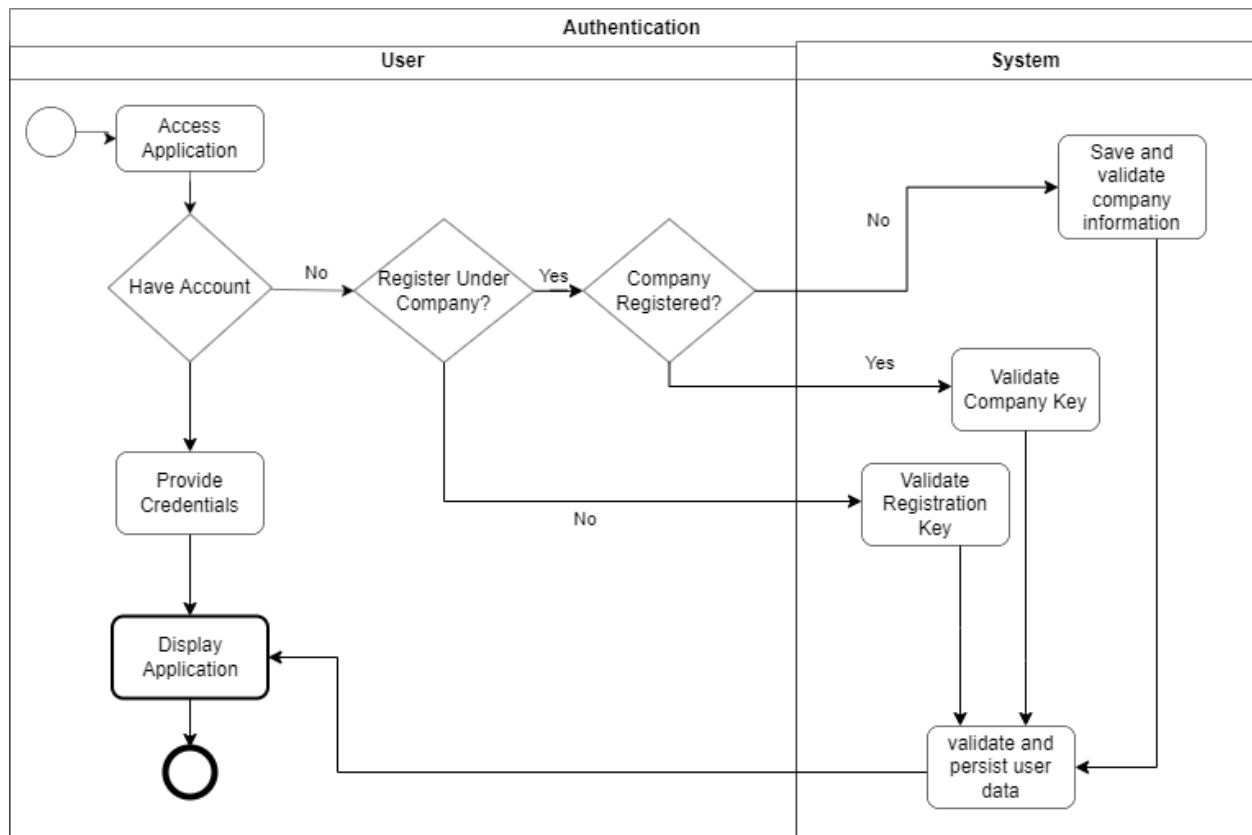 Authentication
User
System
Access
Application
Save and
validate
company
information
No
Have Account
No
Register Under
Company?
Yes
Company
Registered?
Yes
Validate
Company Key
Provide
Credentials
Validate
Registration
Key
No
Display
Application
validate and
persist user
data